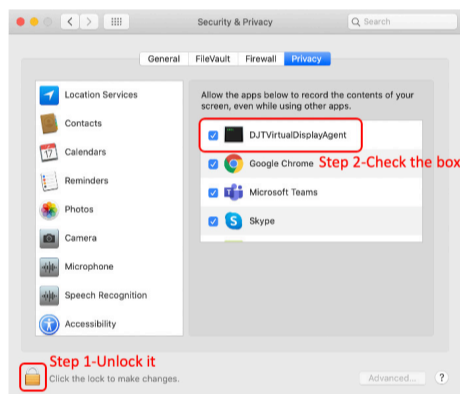 Security & Privacy
Search
General FileVault Firewall Privacy
Location Services
Contacts
17
Calendars
Reminders
Photos
Camera
Microphone
Speech Recognition
Accessibility
Allow the apps below to record the contents of your
screen, even while using other apps.
DJTVirtualDisplayAgent
Google Chrome
Step 2-Check the box
Microsoft Teams
Skype
Step 1-Unlock it
Click the lock to make changes.
Advanced...
?